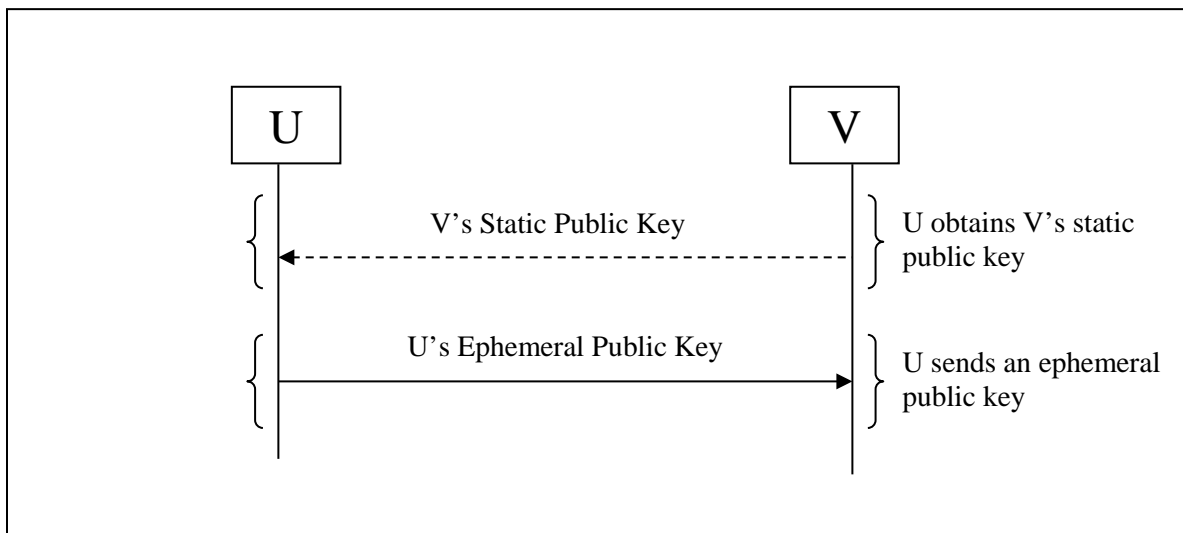 U
V
V’s Static Public Key
U obtains V’s static
public key
U’s Ephemeral Public Key
U sends an ephemeral
public key